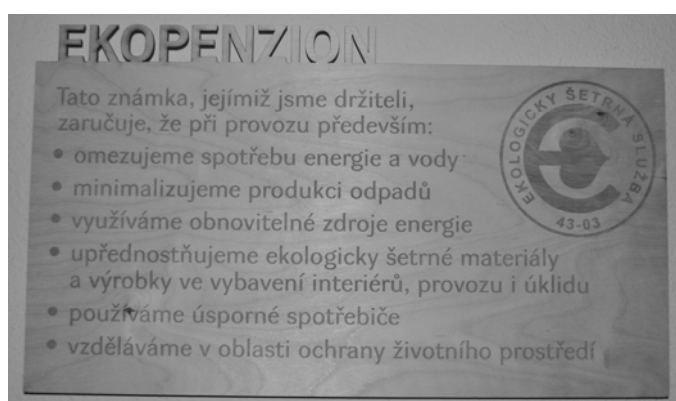 EKOPENZION
Tato známka, jejímiž jsme držiteli,
zaručuje, že při provozu především:
• omezujeme spotřebu energie a vody
• minimalizujeme produkci odpadů
• využíváme obnovitelné zdroje energie
• upřednostňujeme ekologicky šetrné materiály
a výrobky ve vybavení interiérů, provozu i úklidu
• používáme úsporné spotřebiče
• vzděláváme v oblasti ochrany životního prostředí
EKOLOGICKY ŠETRNÁ SLUŽBA
43-03